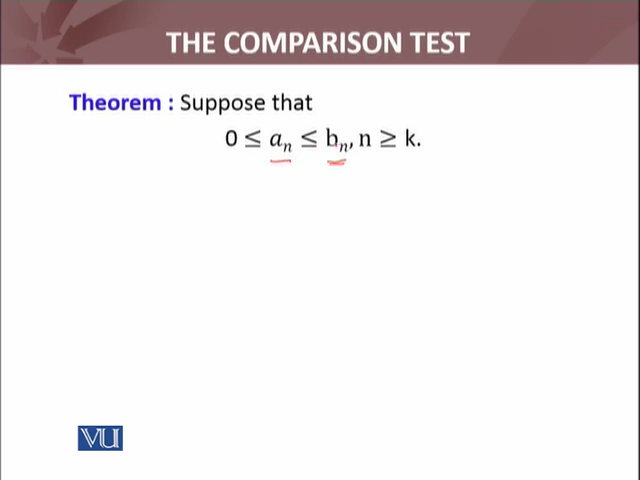 THE COMPARISON TEST
Theorem : Suppose that
0 ≤ aₙ ≤ bₙ, n ≥ k.
VU